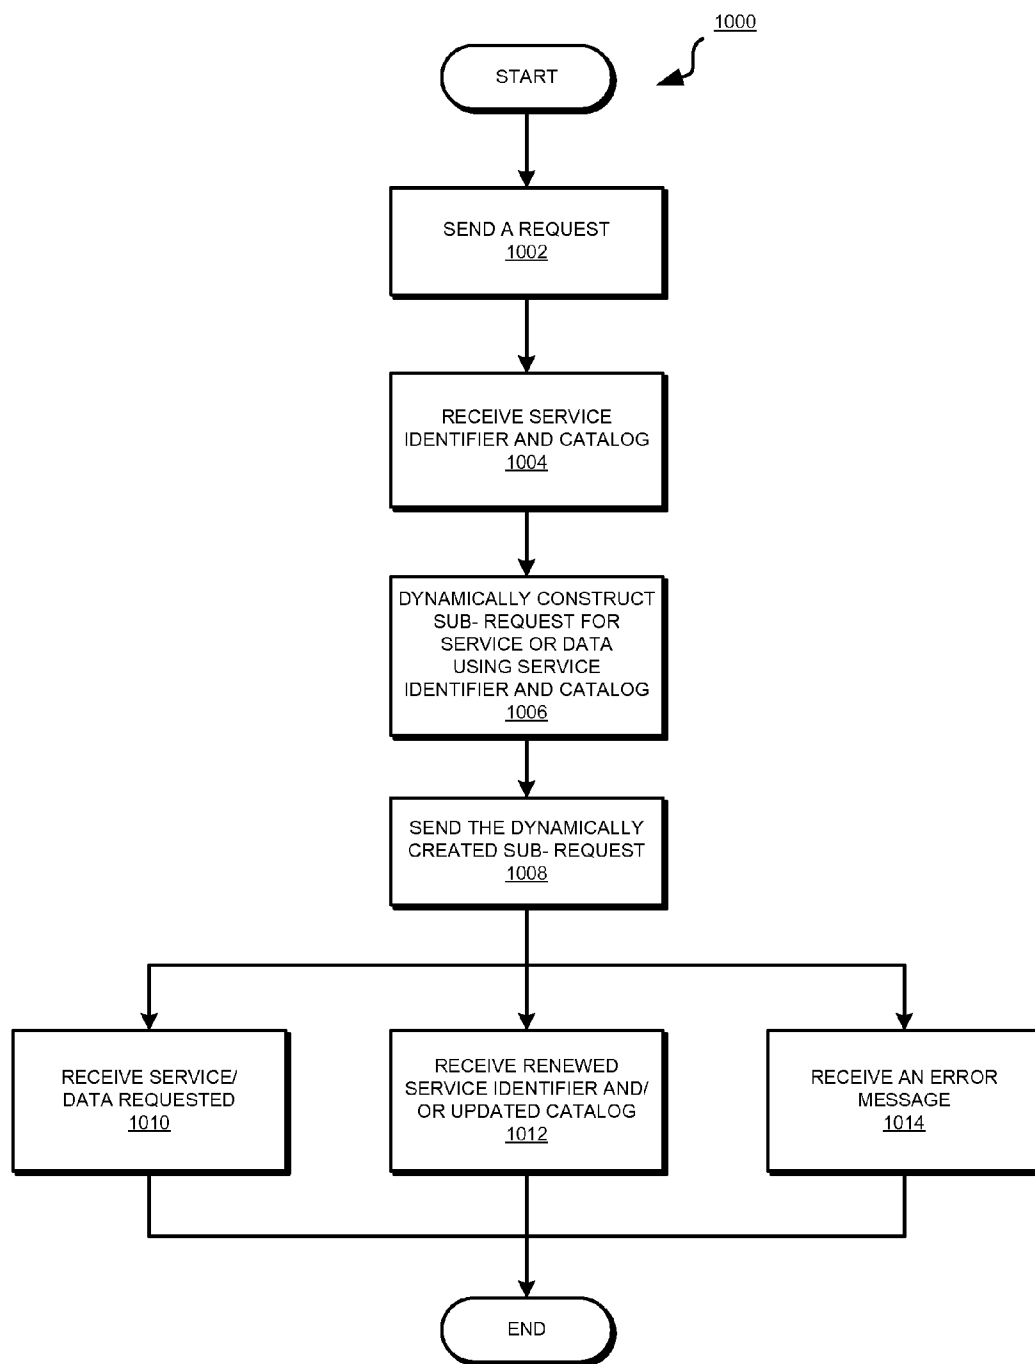 1000
START
SEND A REQUEST
1002
RECEIVE SERVICE
IDENTIFIER AND CATALOG
1004
DYNAMICALLY CONSTRUCT
SUB- REQUEST FOR
SERVICE OR DATA
USING SERVICE
IDENTIFIER AND CATALOG
1006
SEND THE DYNAMICALLY
CREATED SUB- REQUEST
1008
RECEIVE SERVICE/
DATA REQUESTED
1010
RECEIVE RENEWED
SERVICE IDENTIFIER AND/
OR UPDATED CATALOG
1012
RECEIVE AN ERROR
MESSAGE
1014
END